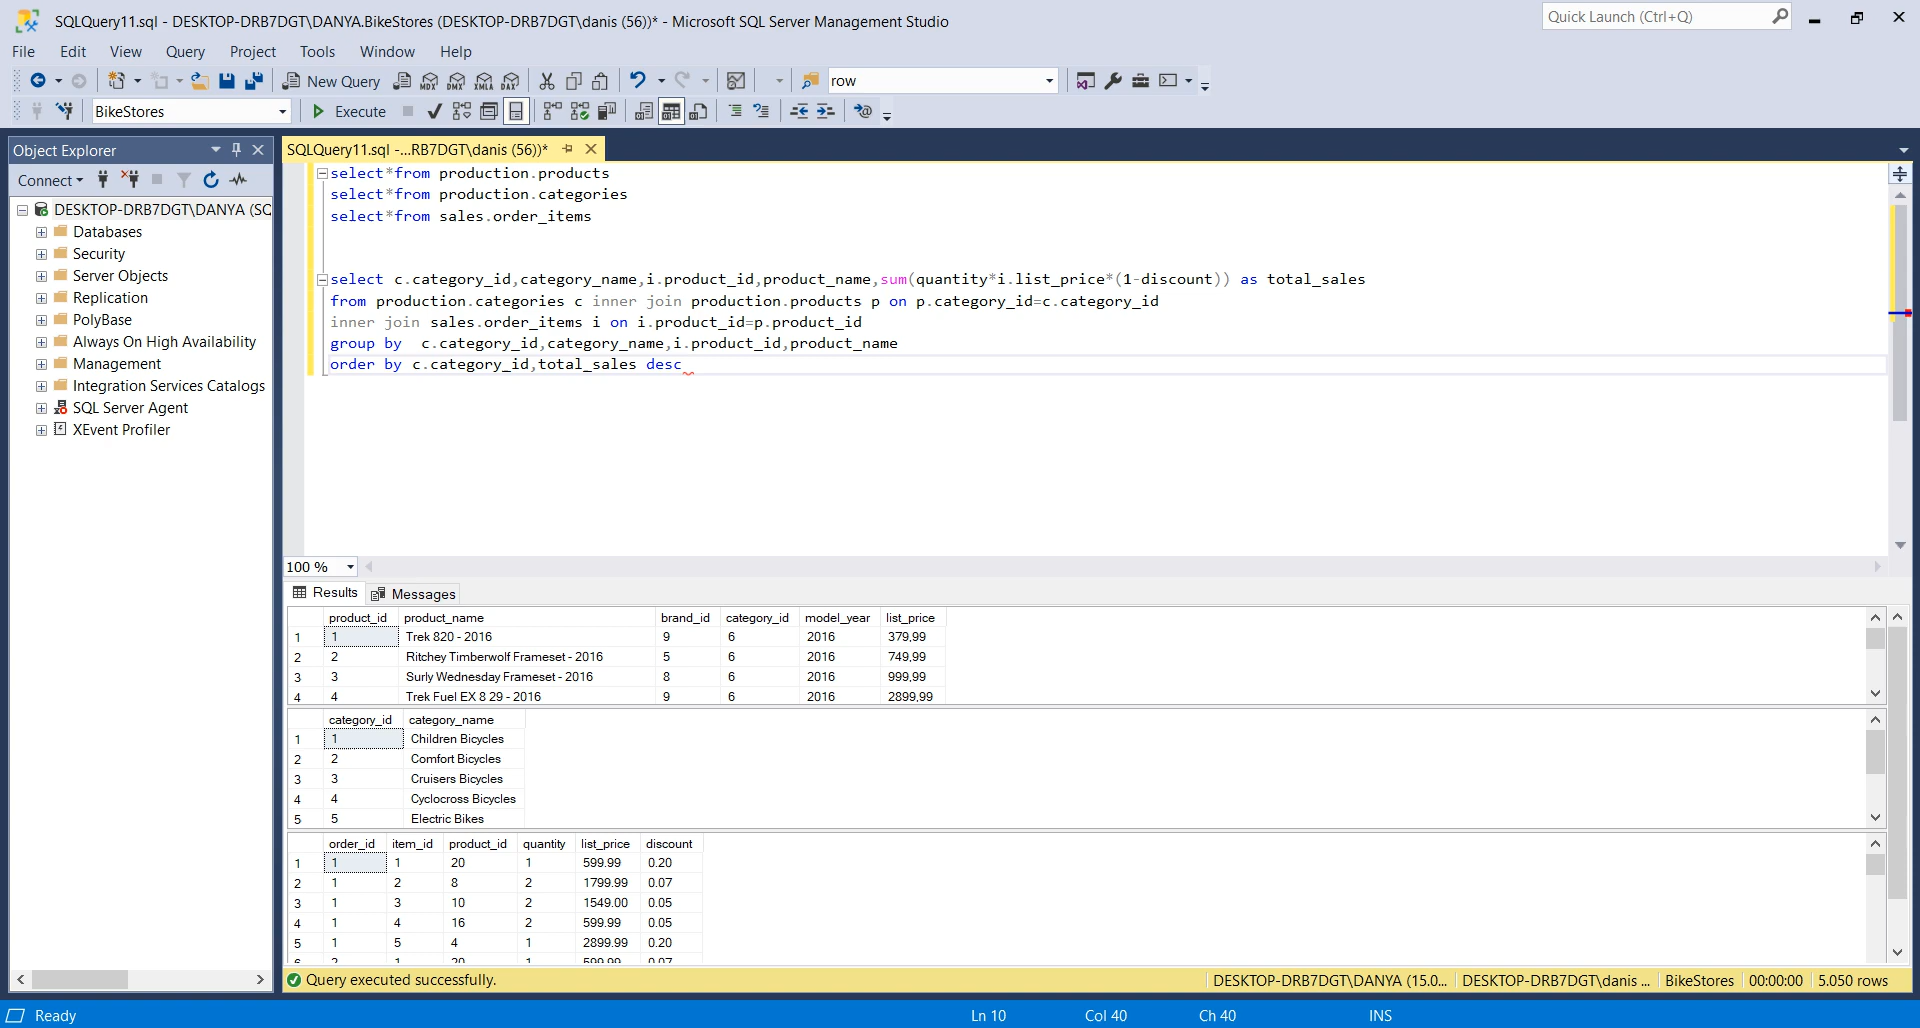 SQLQuery11.sql - DESKTOP-DRB7DGT\DANYA.BikeStores (DESKTOP-DRB7DGT\danis (56))* - Microsoft SQL Server Management Studio
Quick Launch (Ctrl+Q)
File Edit View Query Project Tools Window Help
New Query MDX DMX XMLA DAX row
BikeStores Execute
Object Explorer
SQLQuery11.sql -...RB7DGT\danis (56))*
Connect
DESKTOP-DRB7DGT\DANYA (SQ
Databases
Security
Server Objects
Replication
PolyBase
Always On High Availability
Management
Integration Services Catalogs
SQL Server Agent
XEvent Profiler
select*from production.products
select*from production.categories
select*from sales.order_items
select c.category_id,category_name,i.product_id,product_name,sum(quantity*i.list_price*(1-discount)) as total_sales
from production.categories c inner join production.products p on p.category_id=c.category_id
inner join sales.order_items i on i.product_id=p.product_id
group by  c.category_id,category_name,i.product_id,product_name
order by c.category_id,total_sales desc
100 %
Results Messages
product_id product_name brand_id category_id model_year list_price
1 1 Trek 820 - 2016 9 6 2016 379,99
2 2 Ritchey Timberwolf Frameset - 2016 5 6 2016 749,99
3 3 Surly Wednesday Frameset - 2016 8 6 2016 999,99
4 4 Trek Fuel EX 8 29 - 2016 9 6 2016 2899,99
category_id category_name
1 1 Children Bicycles
2 2 Comfort Bicycles
3 3 Cruisers Bicycles
4 4 Cyclocross Bicycles
5 5 Electric Bikes
order_id item_id product_id quantity list_price discount
1 1 1 20 1 599.99 0.20
2 1 2 8 2 1799.99 0.07
3 1 3 10 2 1549.00 0.05
4 1 4 16 2 599.99 0.05
5 1 5 4 1 2899.99 0.20
6 2 1 20 1 599.99 0.07
Query executed successfully. DESKTOP-DRB7DGT\DANYA (15.0... DESKTOP-DRB7DGT\danis ... BikeStores 00:00:00 5.050 rows
Ready Ln 10 Col 40 Ch 40 INS